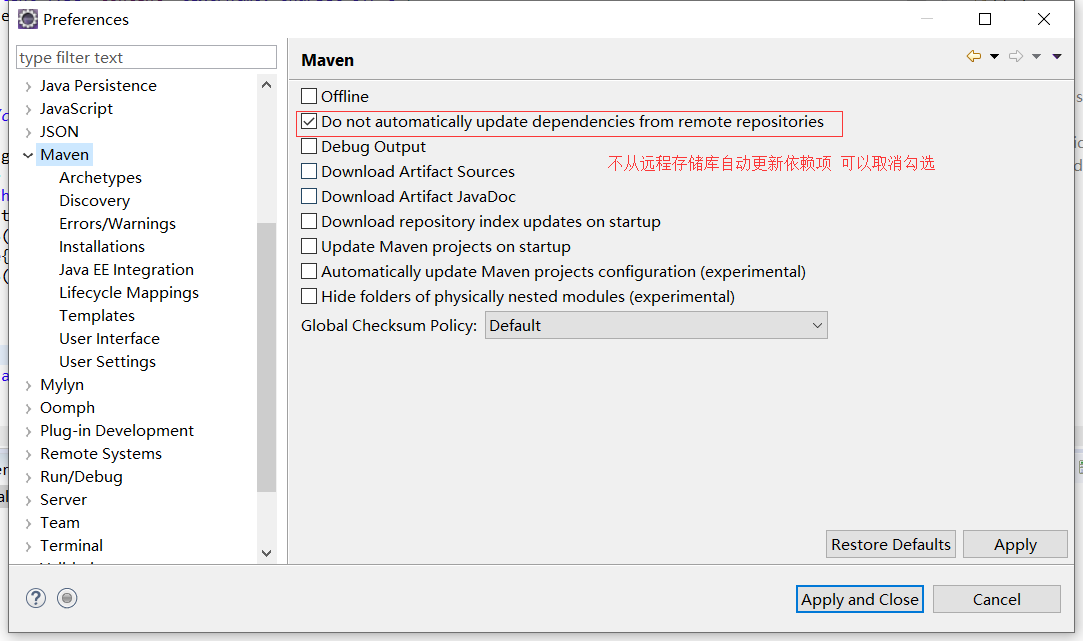 Preferences
type filter text
Java Persistence
JavaScript
JSON
Maven
Archetypes
Discovery
Errors/Warnings
Installations
Java EE Integration
Lifecycle Mappings
Templates
User Interface
User Settings
Mylyn
Oomph
Plug-in Development
Remote Systems
Run/Debug
Server
Team
Terminal
Maven
Offline
Do not automatically update dependencies from remote repositories
Debug Output
不从远程存储库自动更新依赖项 可以取消勾选
Download Artifact Sources
Download Artifact JavaDoc
Download repository index updates on startup
Update Maven projects on startup
Automatically update Maven projects configuration (experimental)
Hide folders of physically nested modules (experimental)
Global Checksum Policy: Default
Restore Defaults Apply
Apply and Close Cancel